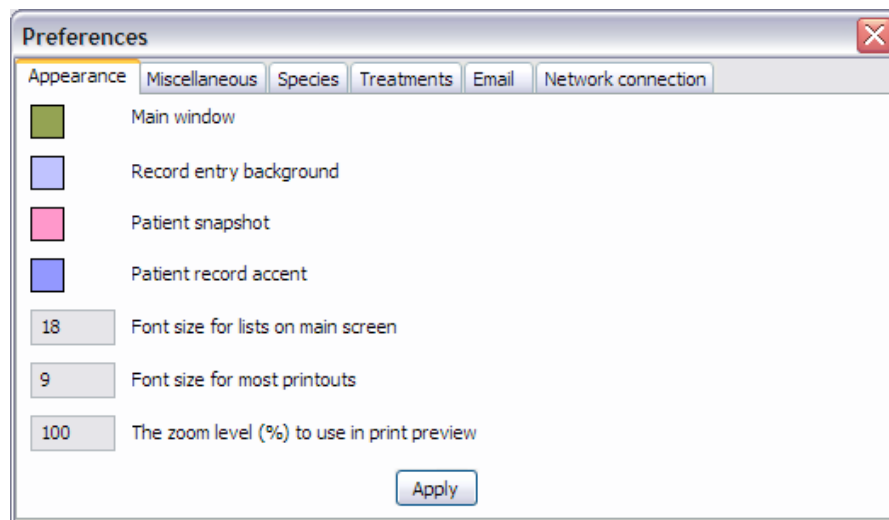 Preferences
Appearance Miscellaneous Species Treatments Email Network connection
Main window
Record entry background
Patient snapshot
Patient record accent
18 Font size for lists on main screen
9 Font size for most printouts
100 The zoom level (%) to use in print preview
Apply